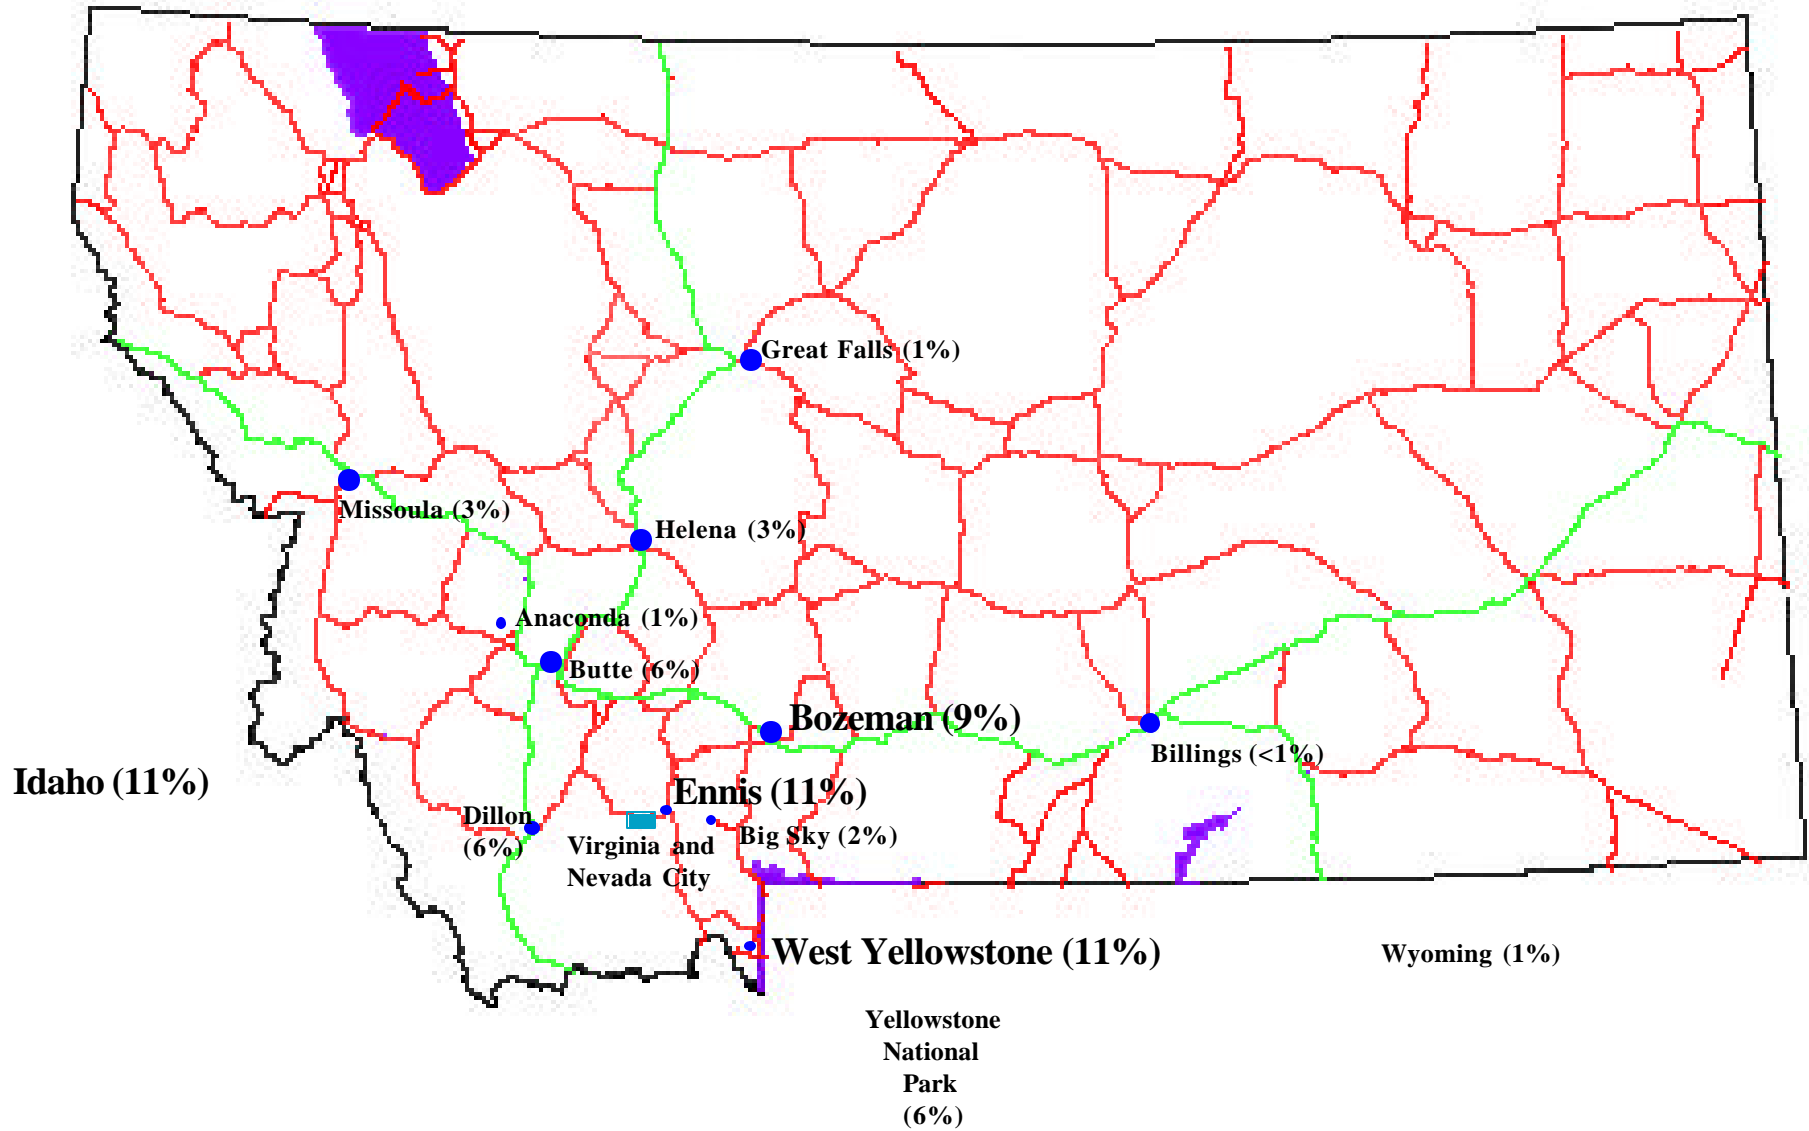 Great Falls (1%)
Missoula (3%)
Helena (3%)
Anaconda (1%)
Butte (6%)
Bozeman (9%)
Billings (<1%)
Idaho (11%)
Ennis (11%)
Dillon
(6%)
Big Sky (2%)
Virginia and
Nevada City
West Yellowstone (11%)
Wyoming (1%)
Yellowstone
National
Park
(6%)